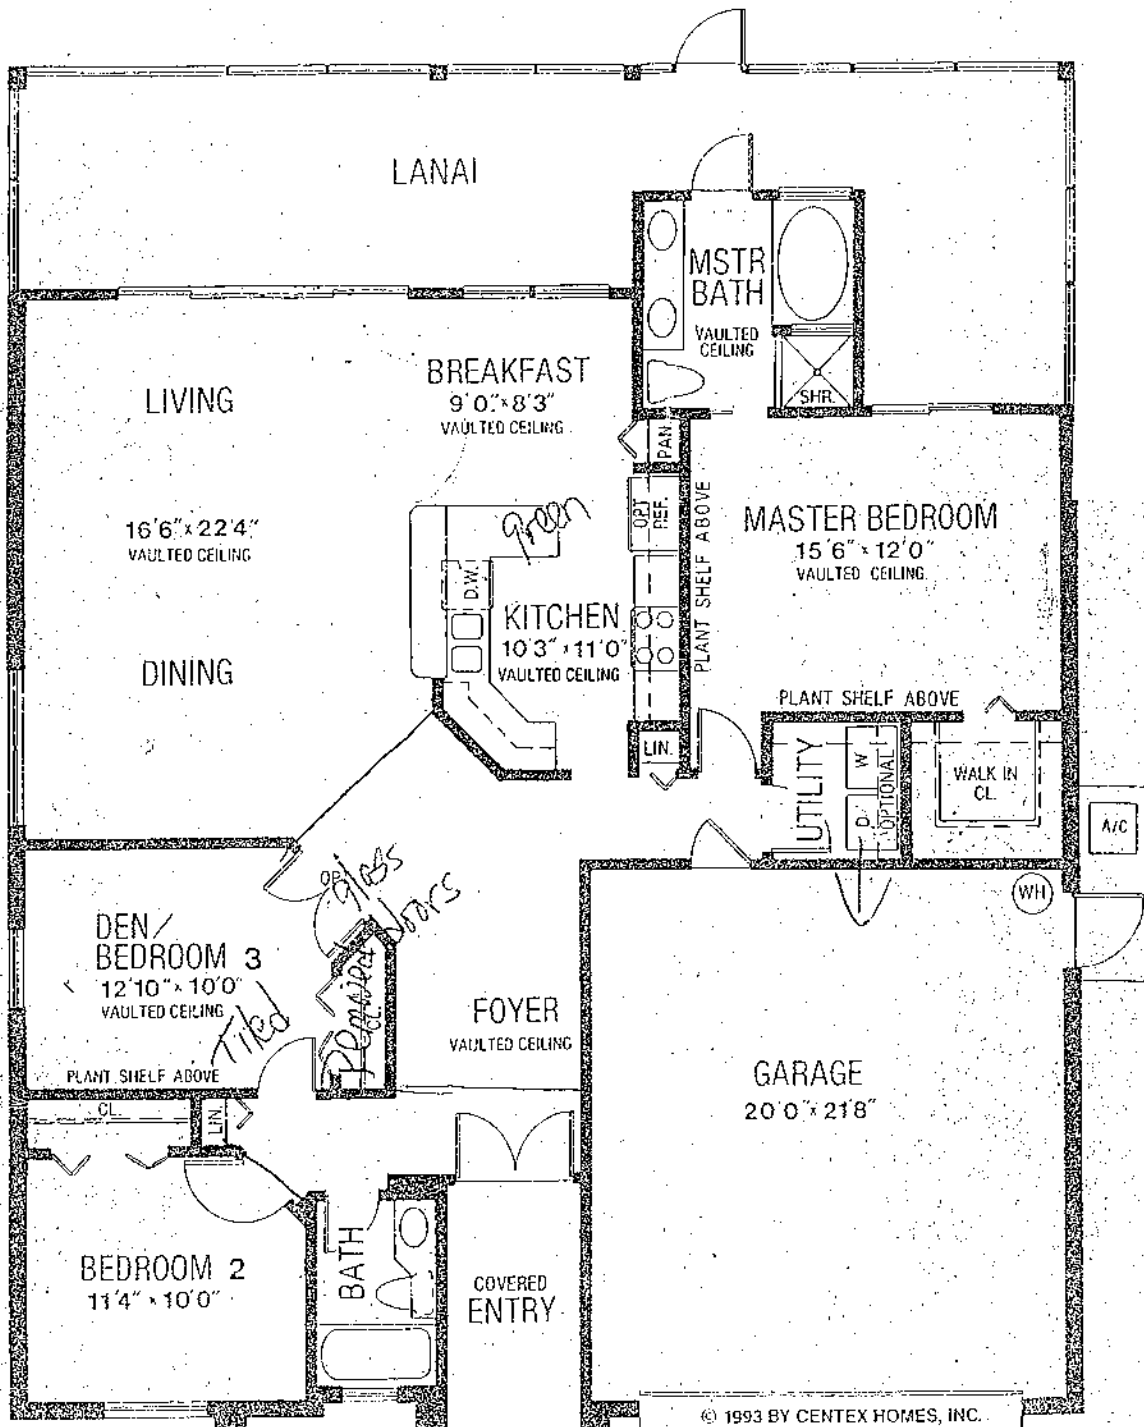 LANAI
MSTR
BATH
VAULTED
CEILING
SHR.
LIVING
BREAKFAST
9'0" x 8'3"
VAULTED CEILING
PAN.
16'6" x 22'4"
VAULTED CEILING
green
OPT
REF.
PLANT SHELF ABOVE
MASTER BEDROOM
15'6" x 12'0"
VAULTED CEILING
D.W.
KITCHEN
10'3" x 11'0"
VAULTED CEILING
DINING
PLANT SHELF ABOVE
LIN.
UTILITY
W
D
OPTIONAL
WALK IN
CL.
A/C
glass
doors
OP
WH
DEN/
BEDROOM 3
12'10" x 10'0"
VAULTED CEILING
Tiled
CL.
PLANT SHELF ABOVE
FOYER
VAULTED CEILING
GARAGE
20'0" x 21'8"
CL.
LIN.
BEDROOM 2
11'4" x 10'0"
BATH
COVERED
ENTRY
© 1993 BY CENTEX HOMES, INC.